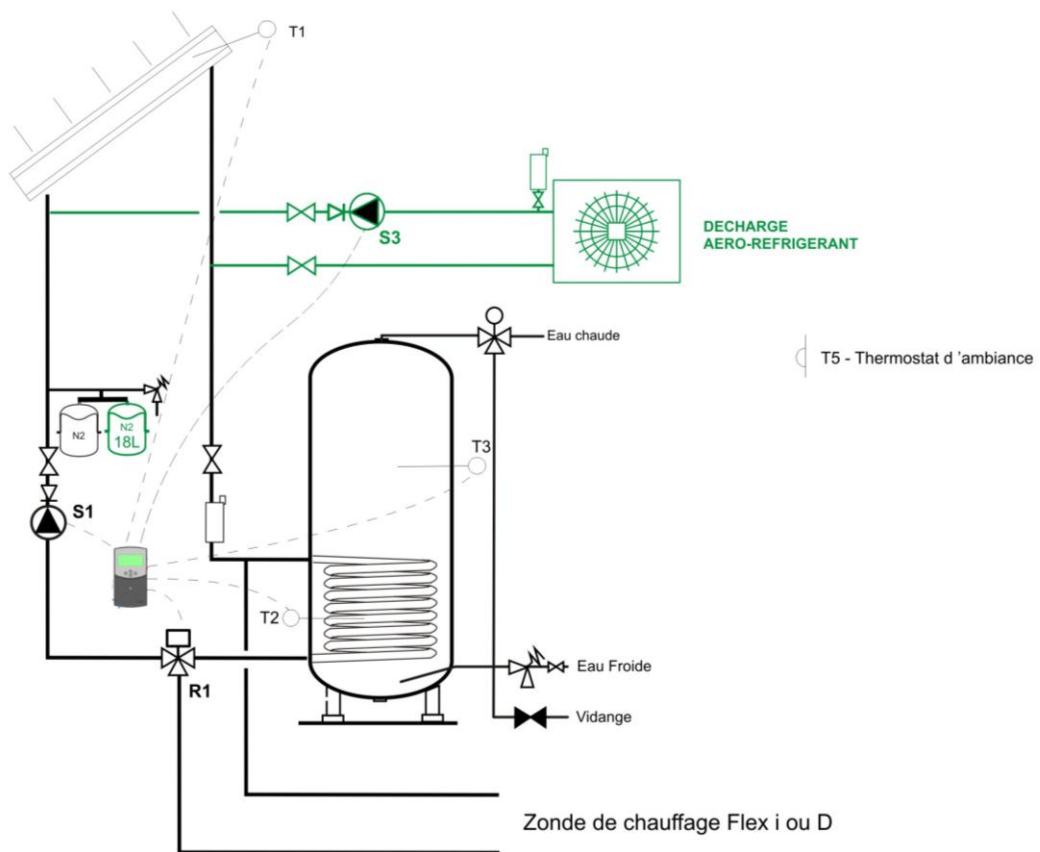 T1
S3
DECHARGE
AERO-REFRIGERANT
Eau chaude
T5 - Thermostat d 'ambiance
N2
N2
18L
T3
S1
T2
Eau Froide
R1
Vidange
Zonde de chauffage Flex i ou D